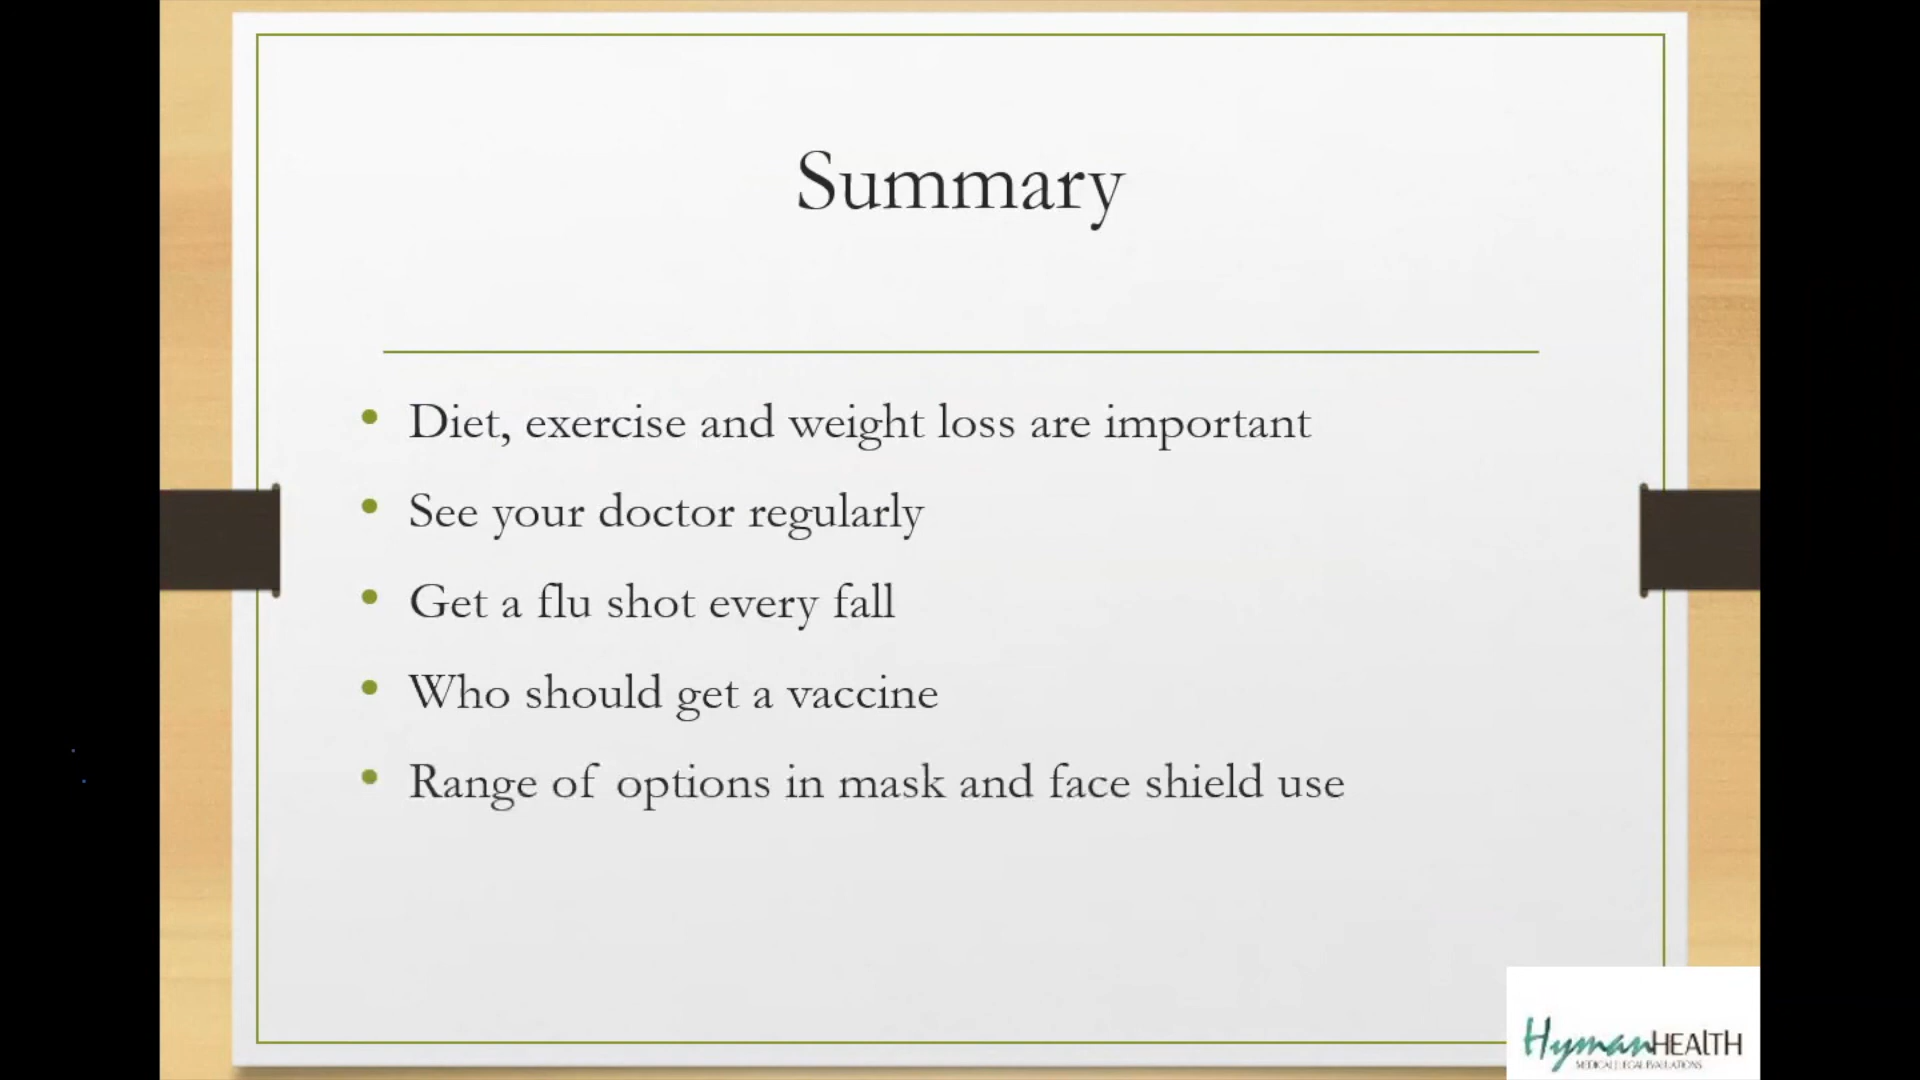 Summary
Diet, exercise and weight loss are important
See your doctor regularly
Get a flu shot every fall
Who should get a vaccine
Range of options in mask and face shield use
HymanHEALTH
MEDICAL LEGAL EVALUATIONS